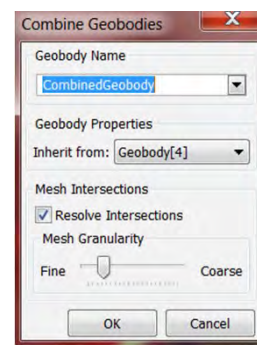 Combine Geobodies
Geobody Name
CombinedGeobody
Geobody Properties
Inherit from: Geobody[4]
Mesh Intersections
Resolve Intersections
Mesh Granularity
Fine Coarse
OK Cancel